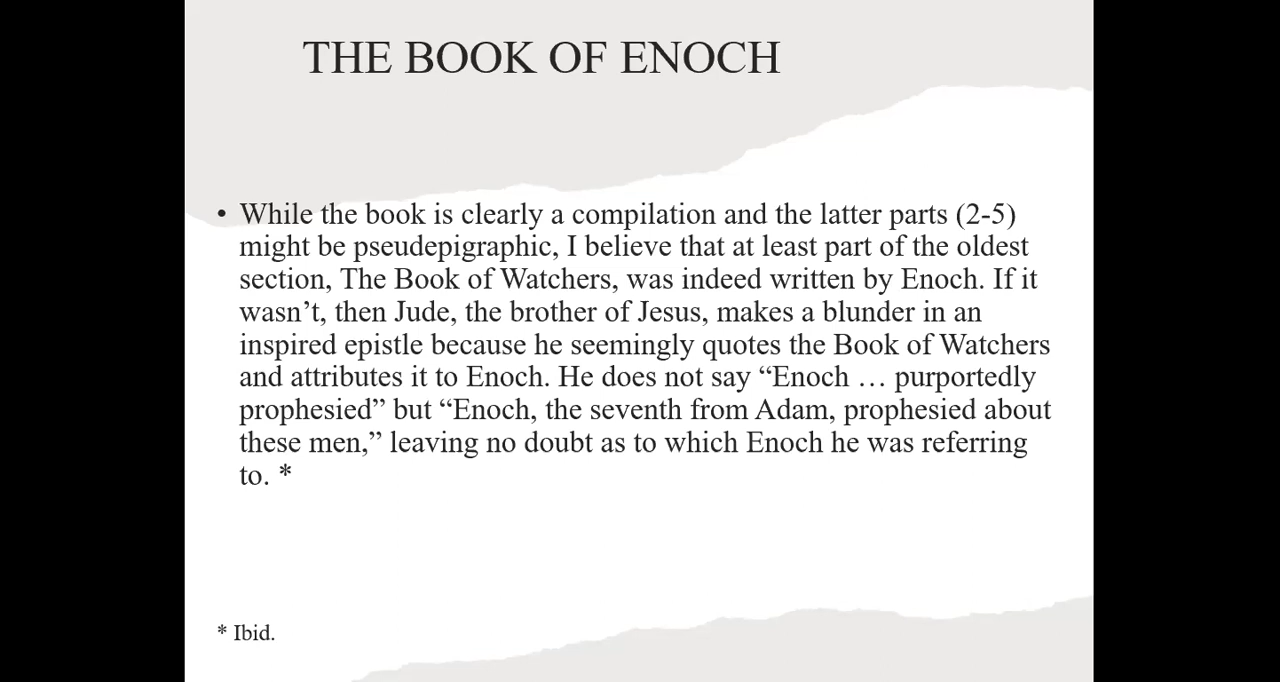 THE BOOK OF ENOCH
• While the book is clearly a compilation and the latter parts (2-5)
might be pseudepigraphic, I believe that at least part of the oldest
section, The Book of Watchers, was indeed written by Enoch. If it
wasn’t, then Jude, the brother of Jesus, makes a blunder in an
inspired epistle because he seemingly quotes the Book of Watchers
and attributes it to Enoch. He does not say “Enoch … purportedly
prophesied” but “Enoch, the seventh from Adam, prophesied about
these men,” leaving no doubt as to which Enoch he was referring
to. *
* Ibid.